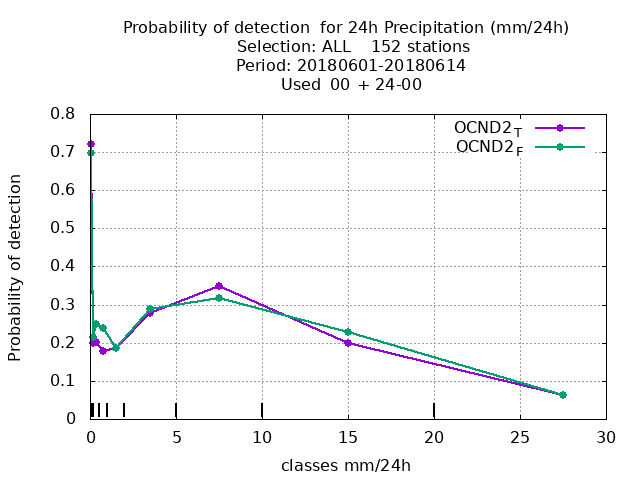 Probability of detection  for 24h Precipitation (mm/24h)
Selection: ALL    152 stations
Period: 20180601-20180614
Used  00 + 24-00
OCND2 T
OCND2 F
Probability of detection
0.8
0.7
0.6
0.5
0.4
0.3
0.2
0.1
0
0 5 10 15 20 25 30
classes mm/24h